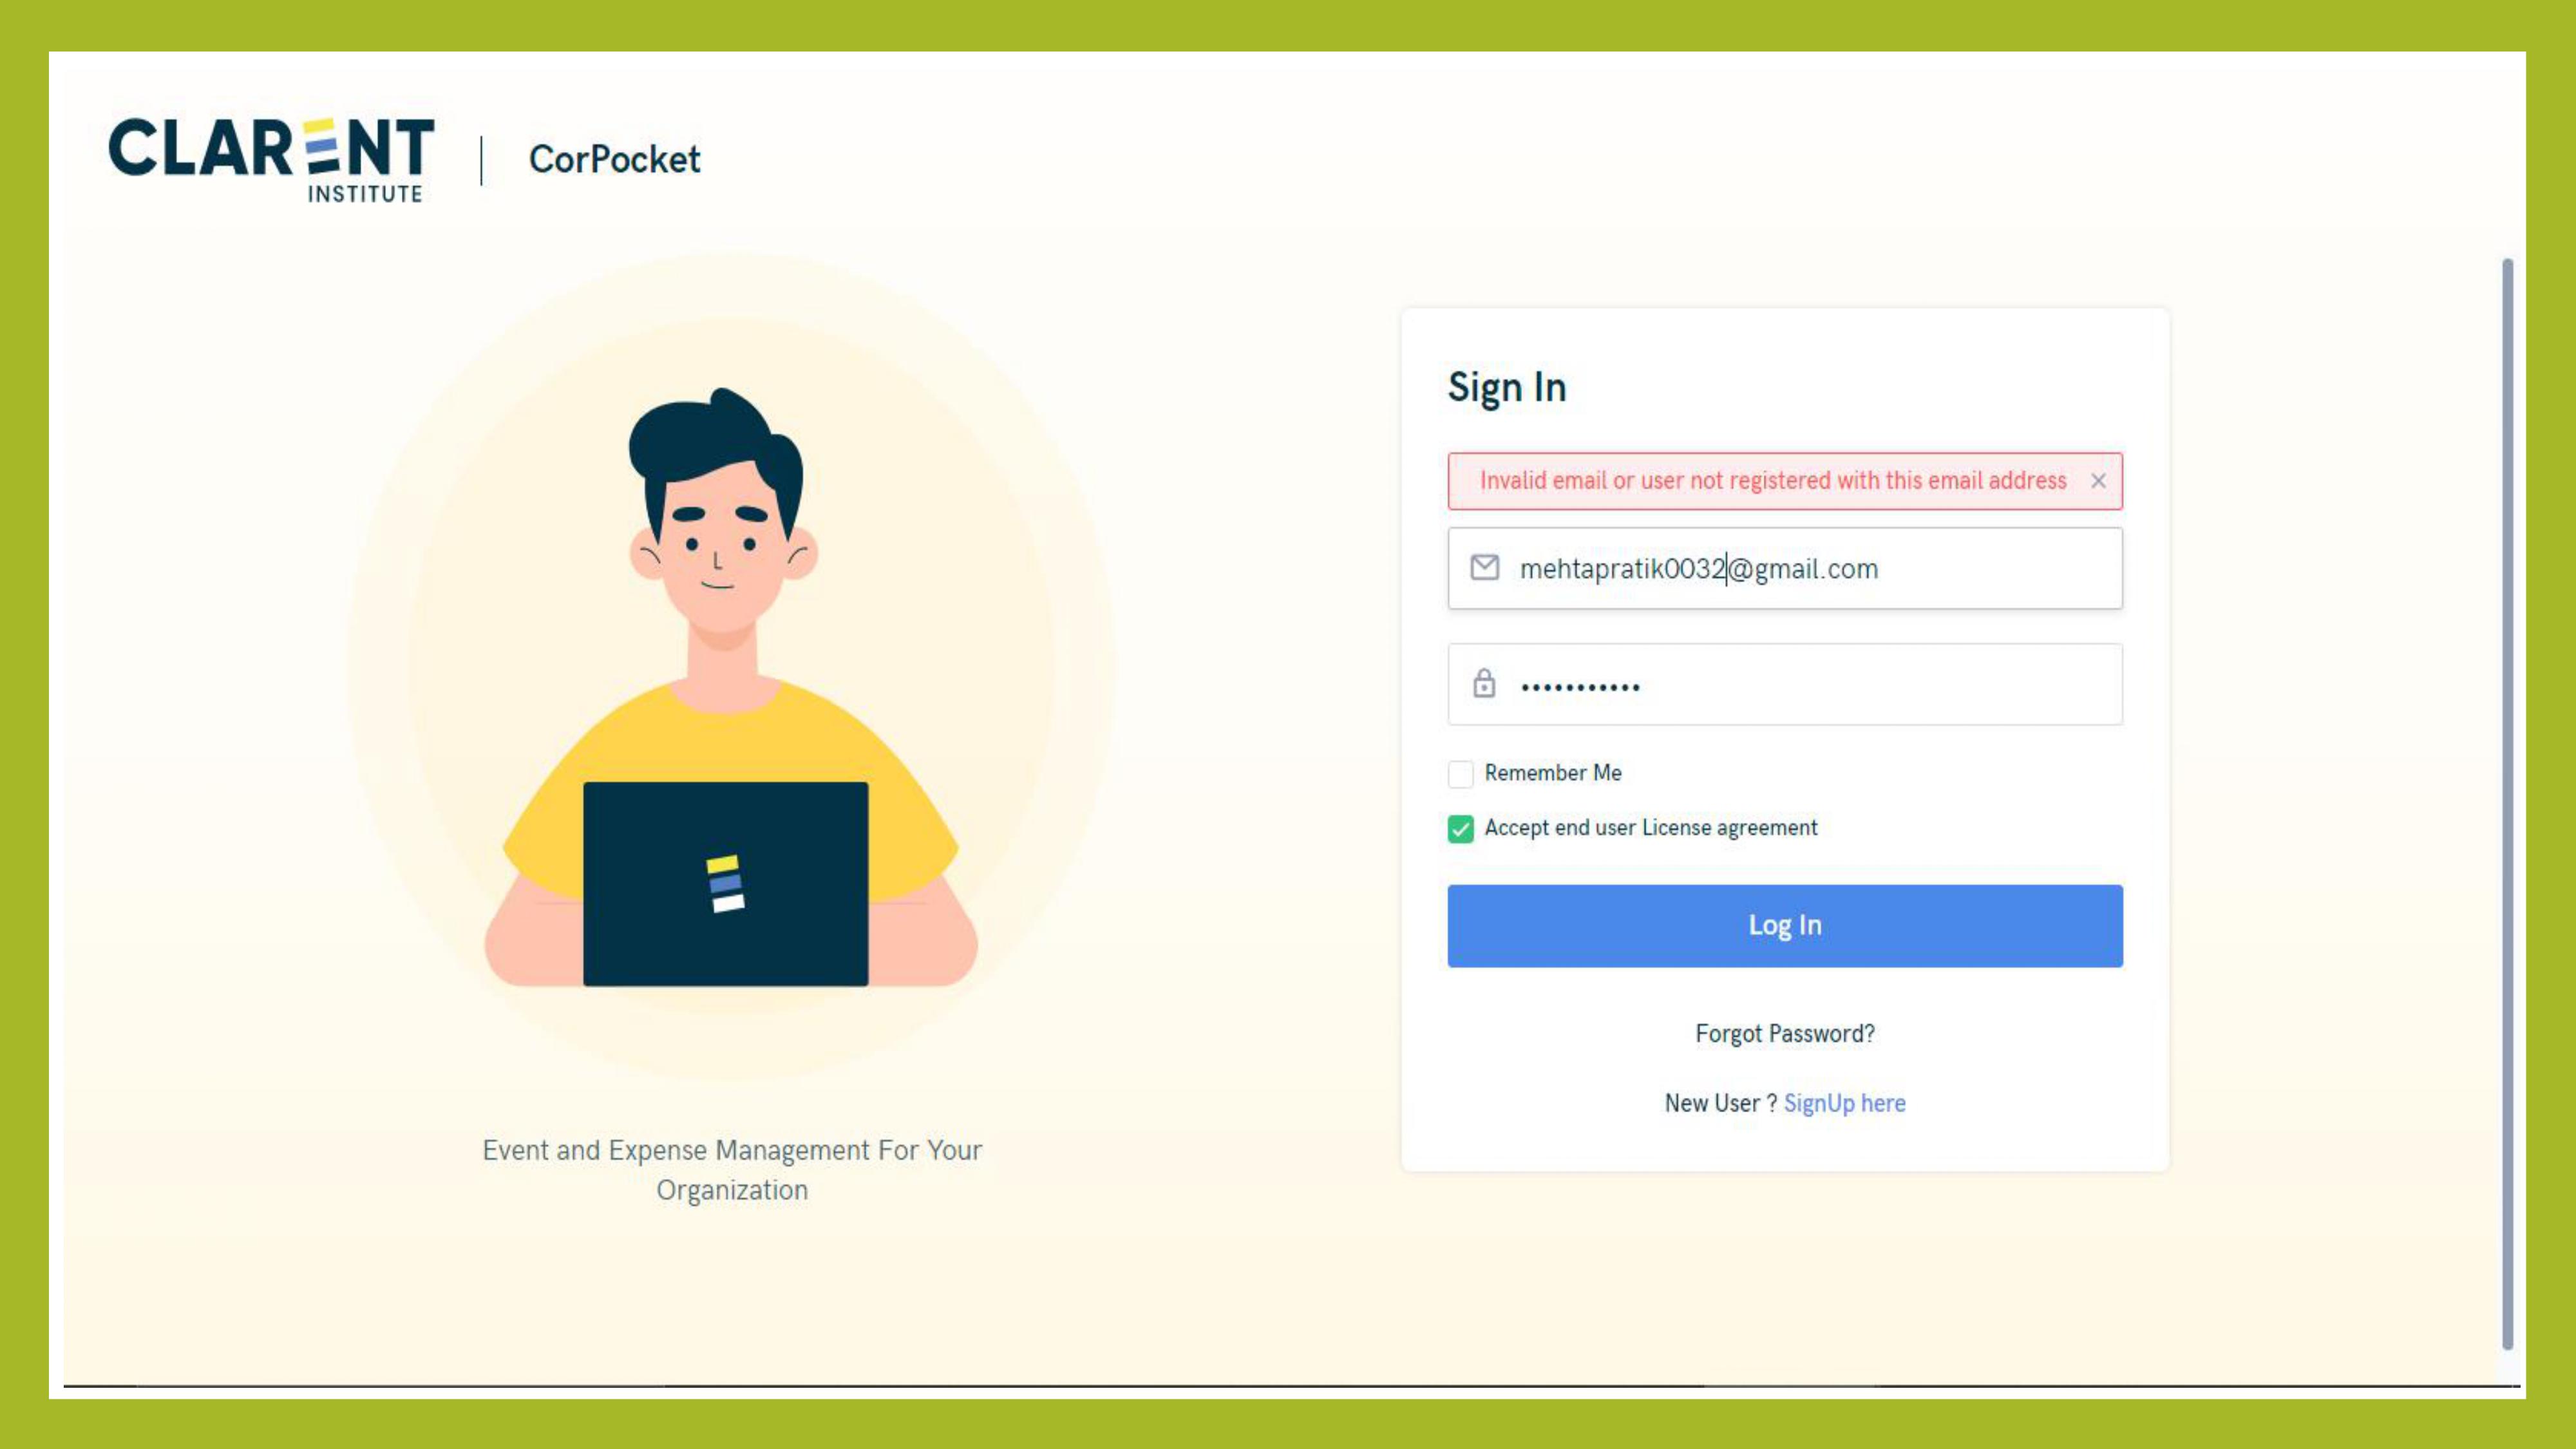 CLARENT
INSTITUTE
CorPocket
Event and Expense Management For Your
Organization
Sign In
Invalid email or user not registered with this email address
mehtapratik0032@gmail.com
•••••••••••
Remember Me
Accept end user License agreement
Log In
Forgot Password?
New User ? SignUp here